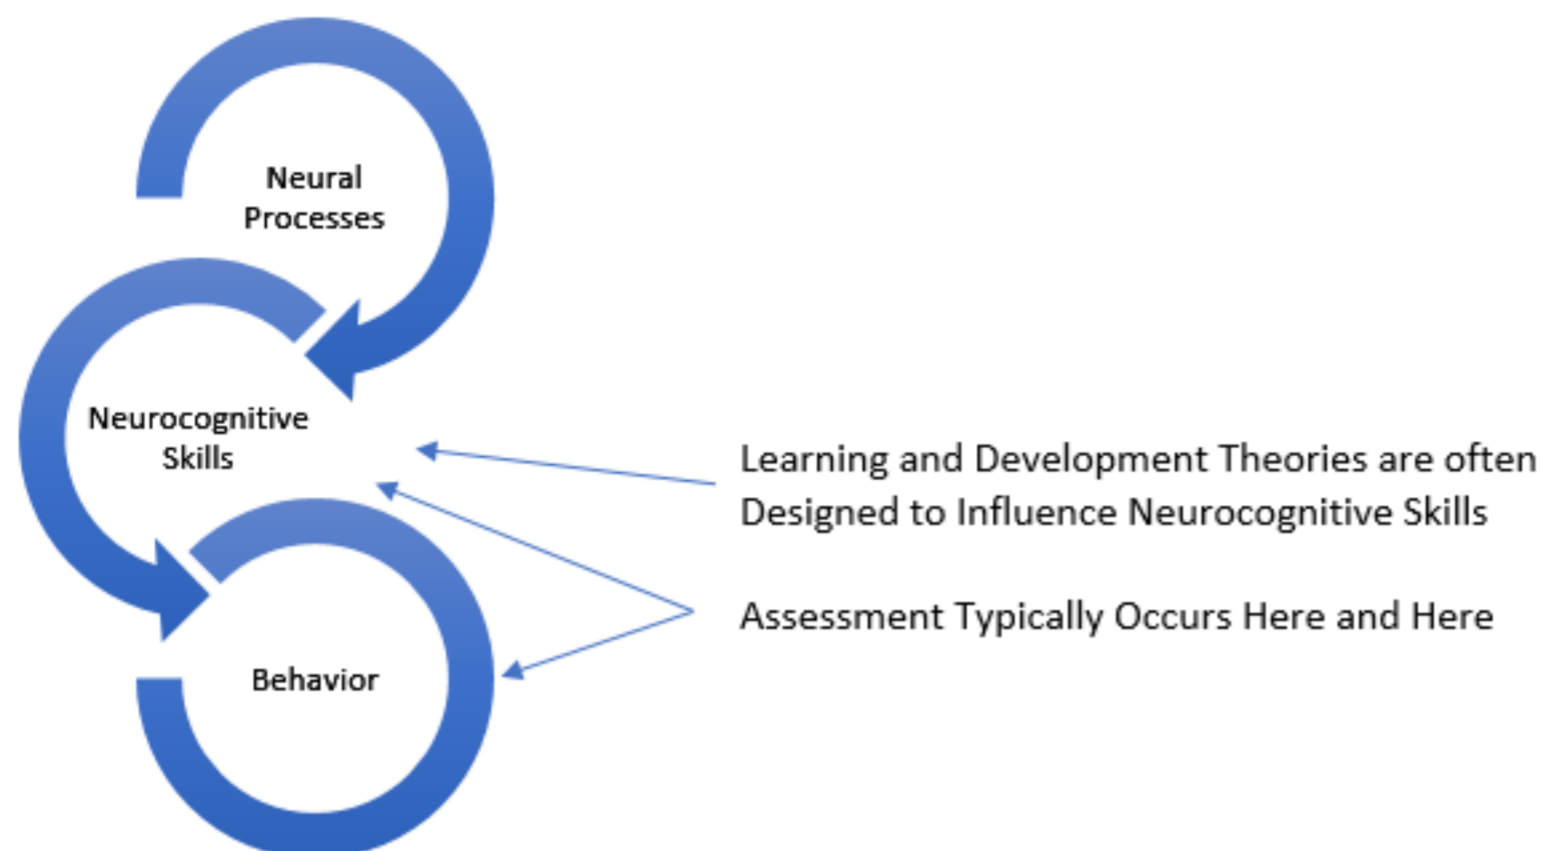 Neural
Processes
Neurocognitive
Skills
Learning and Development Theories are often
Designed to Influence Neurocognitive Skills
Assessment Typically Occurs Here and Here
Behavior